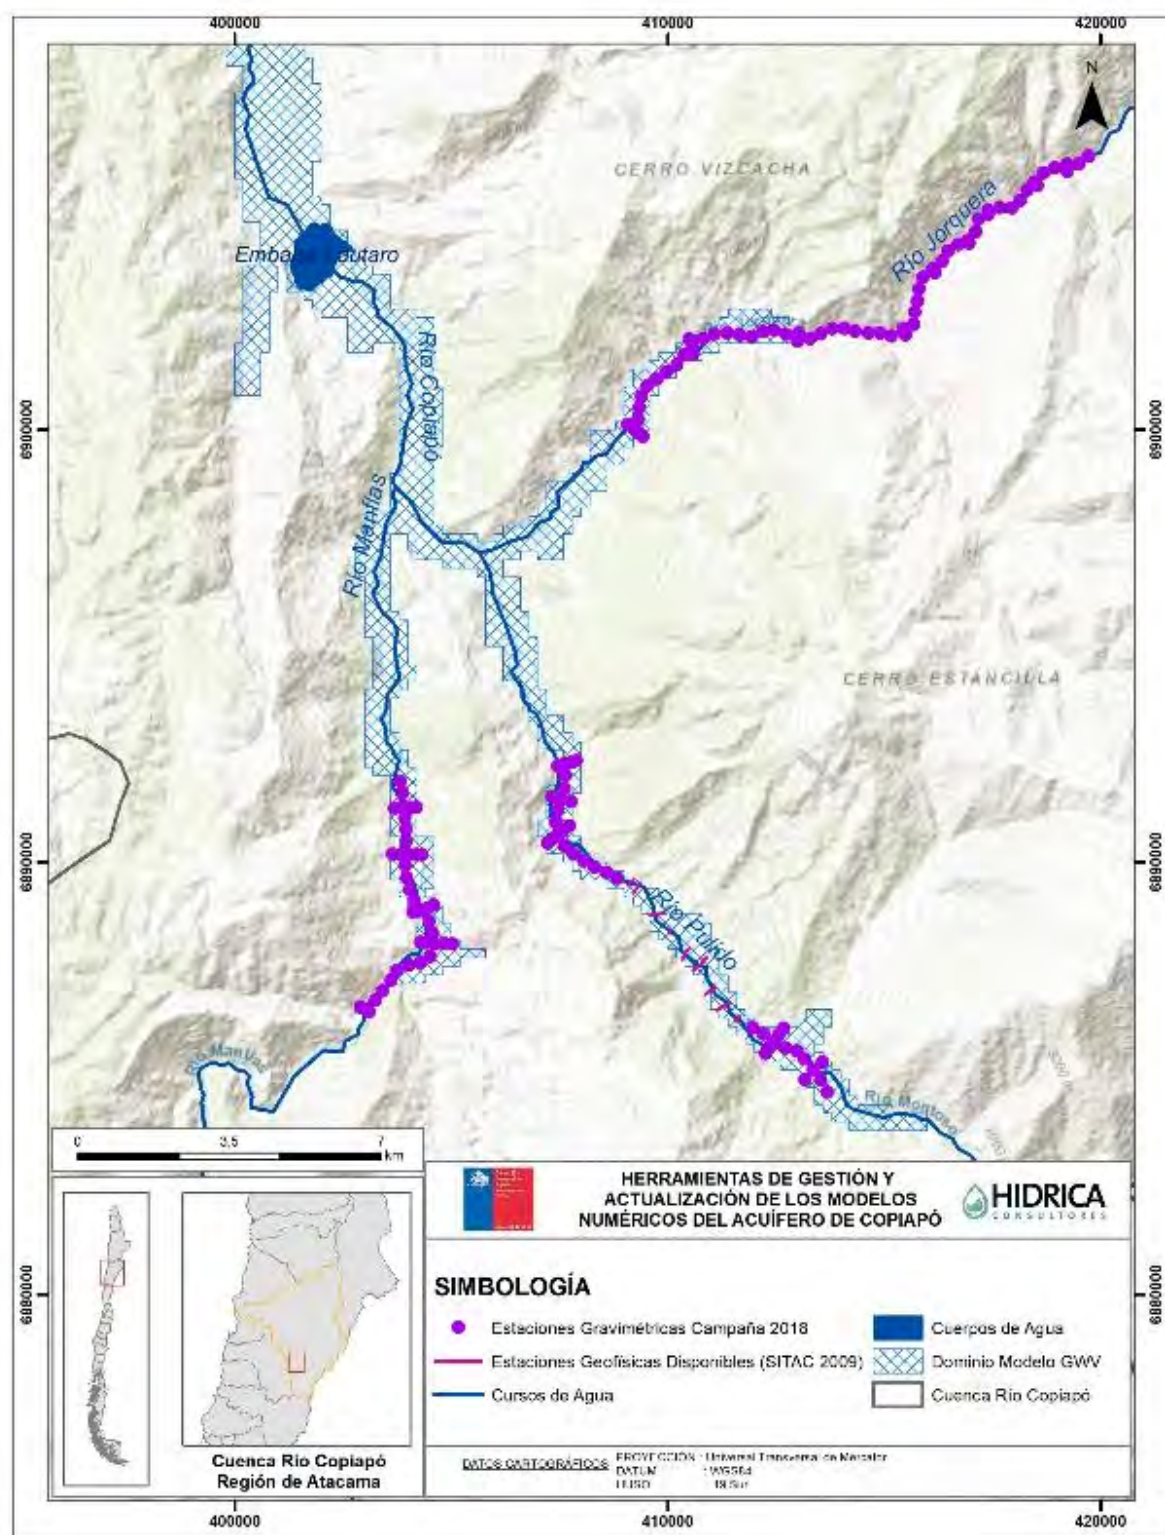 400000
410000
420000
N
CERRO VIZCACHA
Río Jorquera
Embalse Lautaro
Río Copiapó
6900000
6900000
Río Manflas
CERRO ESTANCILLA
6890000
6890000
Río Pulido
Río Manflas
Río Montoso
0
3,5
7
km
HERRAMIENTAS DE GESTIÓN Y
ACTUALIZACIÓN DE LOS MODELOS
NUMÉRICOS DEL ACUÍFERO DE COPIAPÓ
HIDRICA
CONSULTORES
SIMBOLOGÍA
Estaciones Gravimétricas Campaña 2018
Estaciones Geofísicas Disponibles (SITAC 2009)
Cursos de Agua
Cuerpos de Agua
Dominio Modelo GWV
Cuenca Río Copiapó
6880000
6880000
Cuenca Río Copiapó
Región de Atacama
DATOS CARTOGRÁFICOS
PROYECCIÓN : Universal Transversal de Mercator
DATUM : WGS84
HUSO : 19 Sur
400000
410000
420000